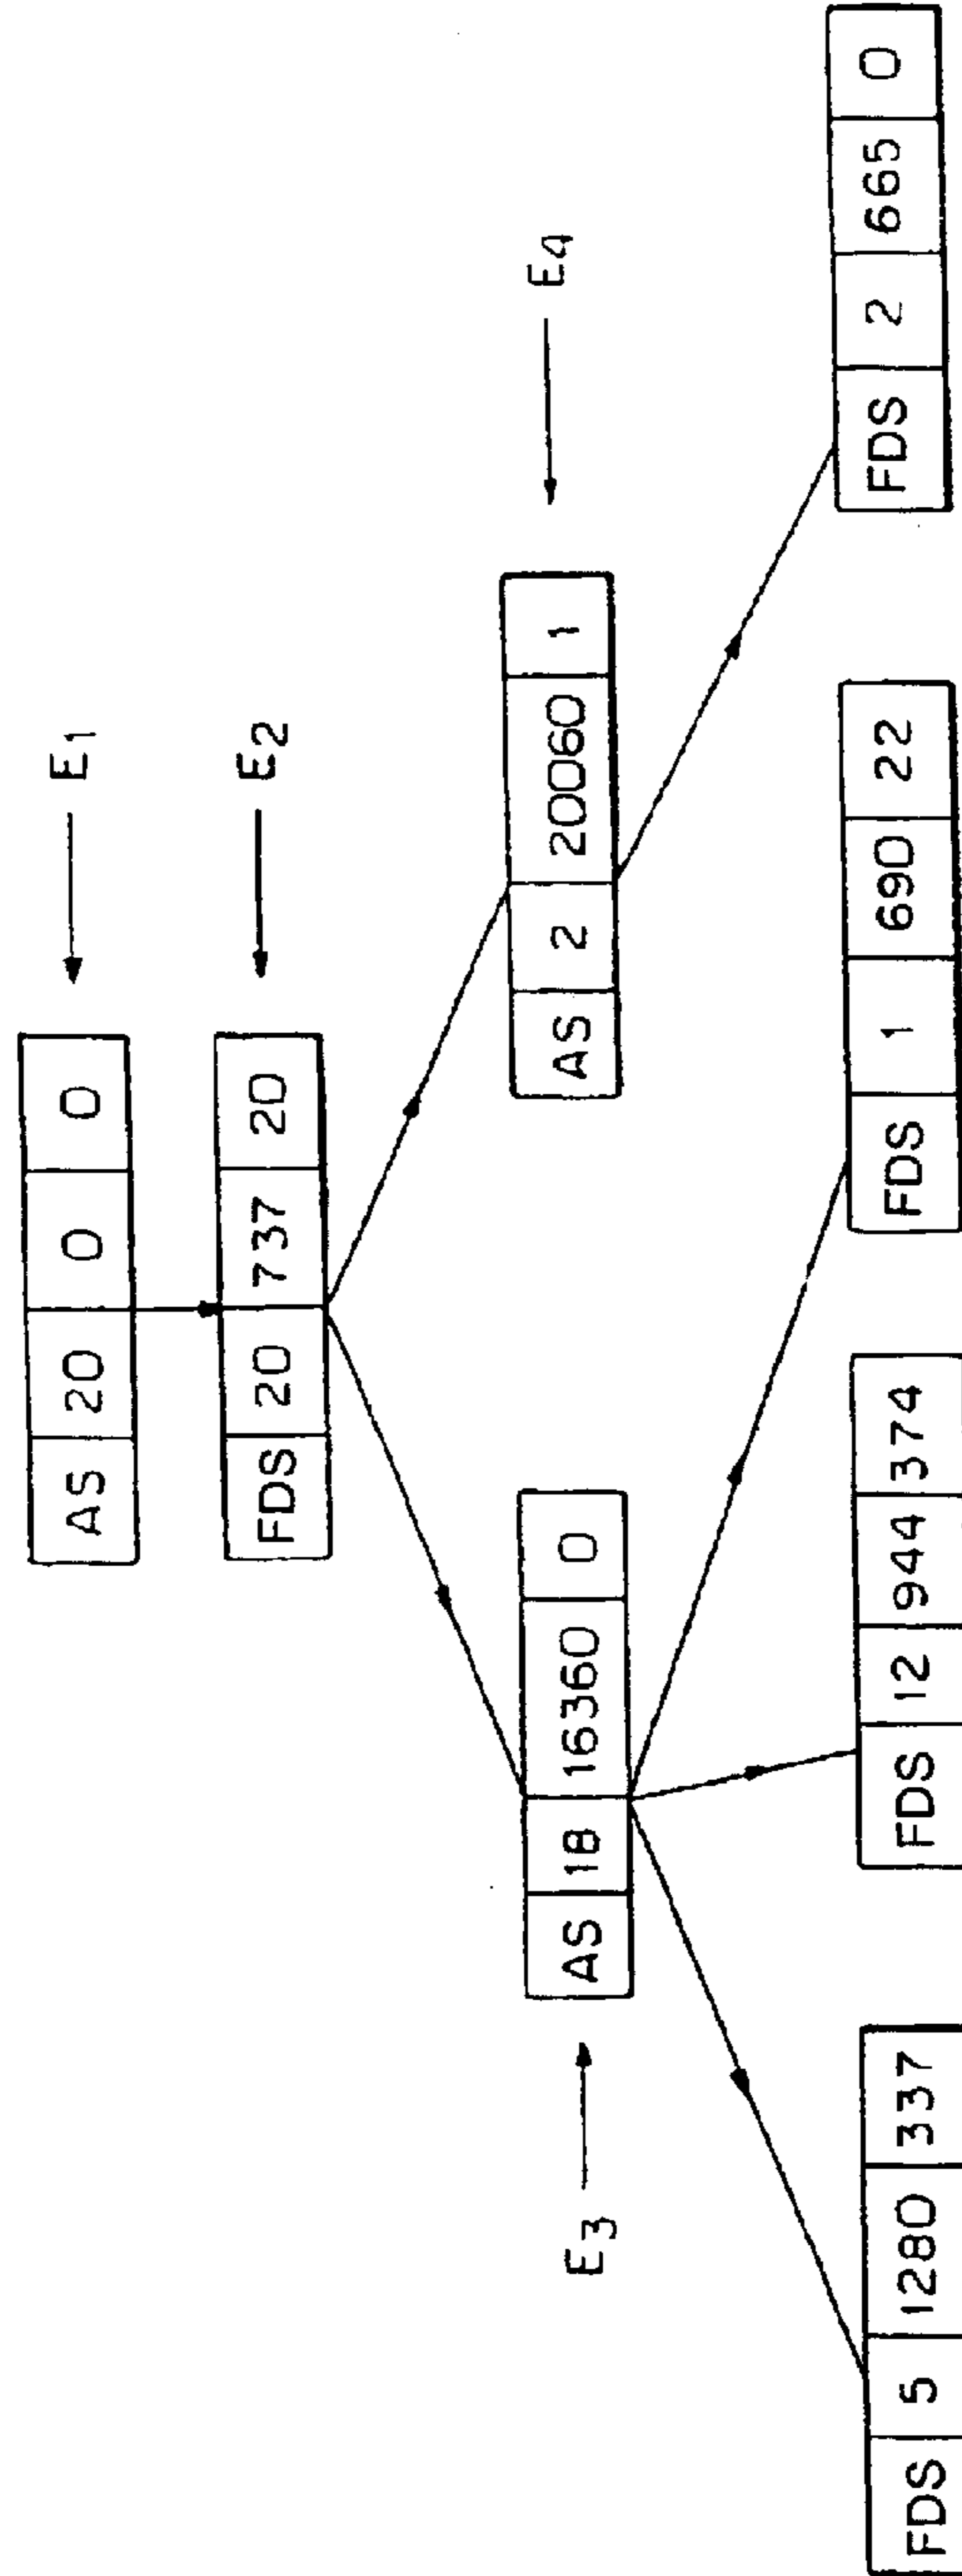 AS 20 0 0 E1
FDS 20 737 20 E2
E3 AS 18 16360 0
AS 2 20060 1 E4
FDS 5 1280 337
FDS 12 944 374
FDS 1 690 22
FDS 2 665 0